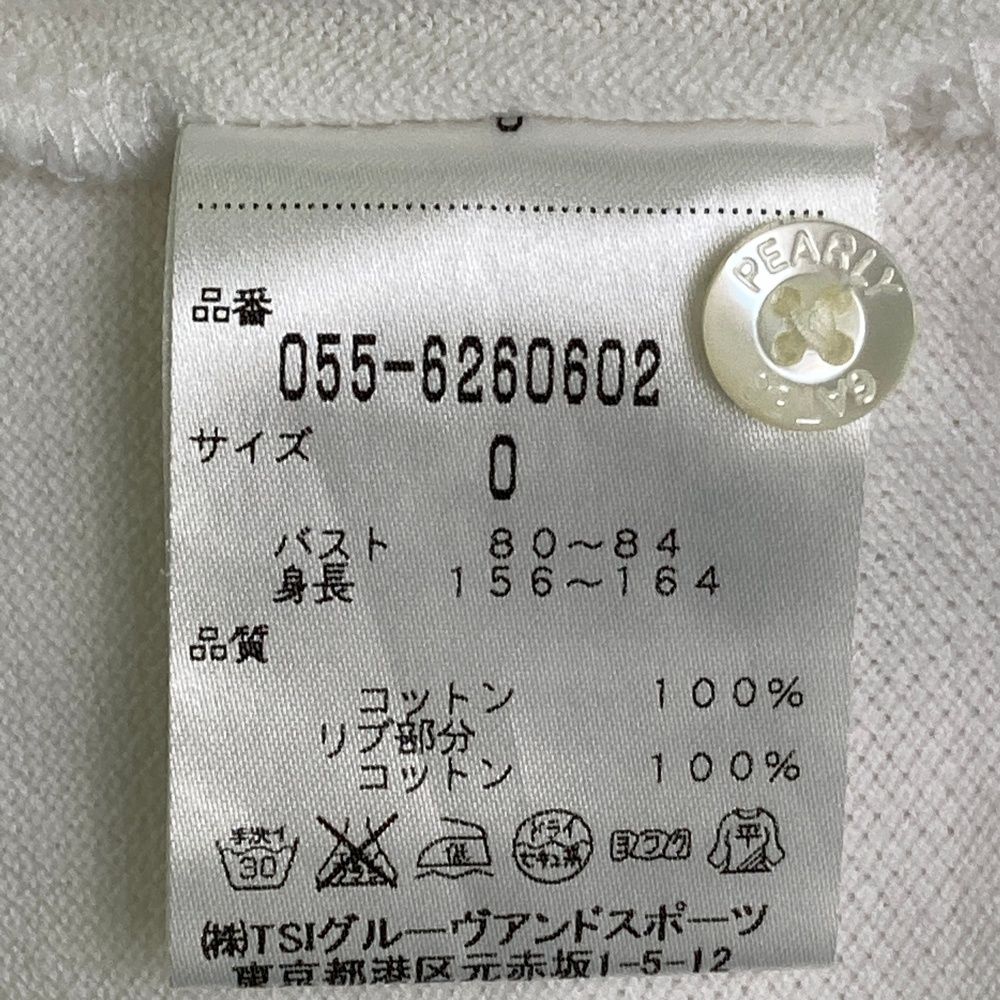 品番
055-6260602
サイズ
0
バスト 80~84
身長 156~164
品質
コットン 100%
リブ部分
コットン 100%
手洗イ 30 低 ドライ セキユ系 ヨワク 平
(株)TSIグルーヴアンドスポーツ
東京都港区元赤坂1-5-12
PEARLY
GATES